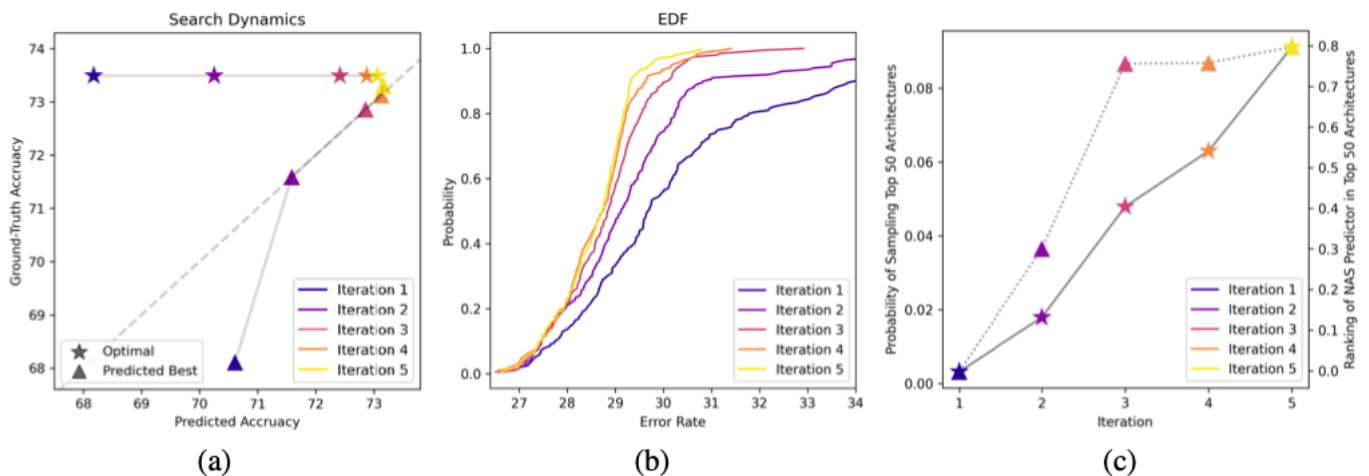 Search Dynamics
74
73
72
71
70
69
68
Ground-Truth Accruacy
68
69
70
71
72
73
Predicted Accruacy
Optimal
Predicted Best
Iteration 1
Iteration 2
Iteration 3
Iteration 4
Iteration 5
(a)
EDF
1.0
0.8
0.6
0.4
0.2
0.0
Probability
27
28
29
30
31
32
33
34
Error Rate
Iteration 1
Iteration 2
Iteration 3
Iteration 4
Iteration 5
(b)
0.08
0.06
0.04
0.02
0.00
Probability of Sampling Top 50 Architectures
1
2
3
4
5
Iteration
0.8
0.7
0.6
0.5
0.4
0.3
0.2
0.1
0.0
Ranking of NAS Predictor in Top 50 Architectures
Iteration 1
Iteration 2
Iteration 3
Iteration 4
Iteration 5
(c)